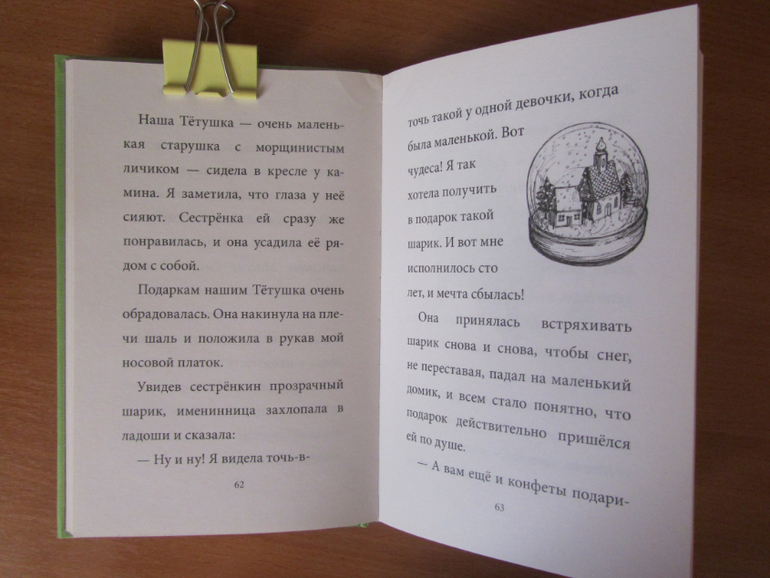 Наша Тётушка — очень малень-
кая старушка с морщинистым
личиком — сидела в кресле у ка-
мина. Я заметила, что глаза у неё
сияют. Сестрёнка ей сразу же
понравилась, и она усадила её ря-
дом с собой.
Подаркам нашим Тётушка очень
обрадовалась. Она накинула на пле-
чи шаль и положила в рукав мой
носовой платок.
Увидев сестрёнкин прозрачный
шарик, именинница захлопала в
ладоши и сказала:
— Ну и ну! Я видела точь-в-
62
точь такой у одной девочки, когда
была маленькой. Вот
чудеса! Я так
хотела получить
в подарок такой
шарик. И вот мне
исполнилось сто
лет, и мечта сбылась!
Она принялась встряхивать
шарик снова и снова, чтобы снег,
не переставая, падал на маленький
домик, и всем стало понятно, что
подарок действительно пришёлся
ей по душе.
— А вам ещё и конфеты подари-
63